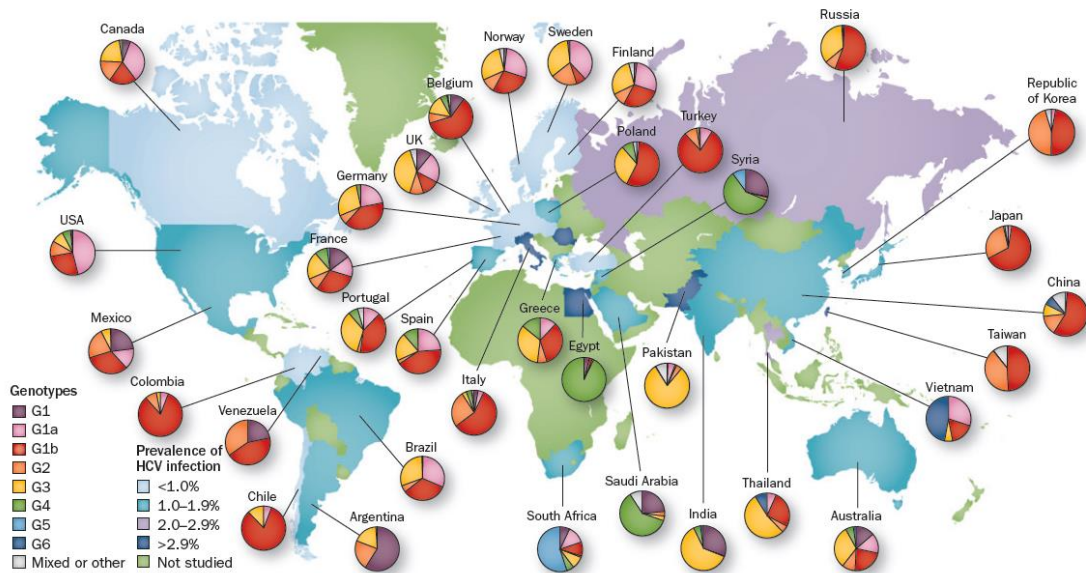 Canada
Norway
Sweden
Finland
Russia
Belgium
Republic
of Korea
UK
Poland
Turkey
Syria
Germany
USA
France
Japan
China
Mexico
Portugal
Spain
Greece
Egypt
Pakistan
Taiwan
Colombia
Venezuela
Italy
Vietnam
Brazil
Chile
Argentina
South Africa
Saudi Arabia
India
Thailand
Australia
Genotypes
G1
G1a
G1b
G2
G3
G4
G5
G6
Mixed or other
Prevalence of
HCV infection
<1.0%
1.0–1.9%
2.0–2.9%
>2.9%
Not studied